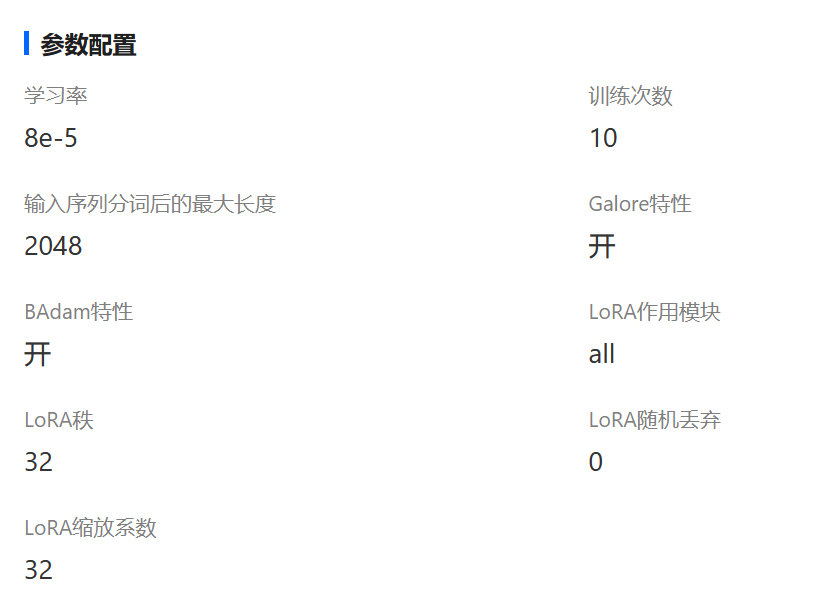 参数配置
学习率
8e-5
训练次数
10
输入序列分词后的最大长度
2048
Galore特性
开
BAdam特性
开
LoRA作用模块
all
LoRA秩
32
LoRA随机丢弃
0
LoRA缩放系数
32